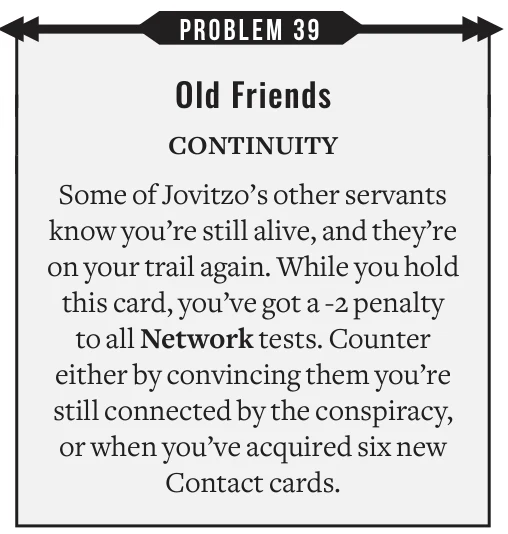 PROBLEM 39
Old Friends
CONTINUITY
Some of Jovitzo’s other servants
know you’re still alive, and they’re
on your trail again. While you hold
this card, you’ve got a -2 penalty
to all Network tests. Counter
either by convincing them you’re
still connected by the conspiracy,
or when you’ve acquired six new
Contact cards.